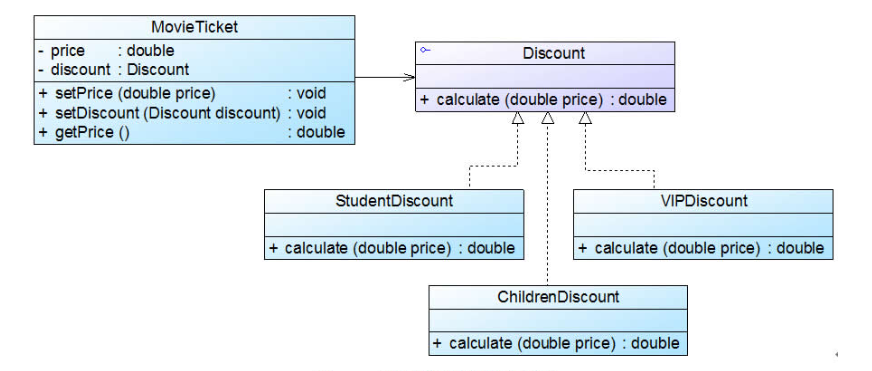 MovieTicket
- price : double
- discount : Discount
+ setPrice (double price) : void
+ setDiscount (Discount discount) : void
+ getPrice () : double
Discount
+ calculate (double price) : double
StudentDiscount
+ calculate (double price) : double
VIPDiscount
+ calculate (double price) : double
ChildrenDiscount
+ calculate (double price) : double